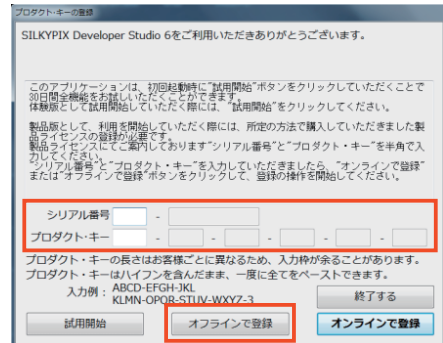 プロダクト・キーの登録
SILKYPIX Developer Studio 6をご利用いただきありがとうございます。
このアプリケーションは、初回起動時に"試用開始"ボタンをクリックしていただくことで
30日間全機能をお試しいただくことができます。
体験版として試用開始していただく際には、"試用開始"をクリックしてください。
製品版として、利用を開始していただく際には、所定の方法で購入していただきました製
品ライセンスの登録が必要です。
製品ライセンスにてご案内しております"シリアル番号"と"プロダクト・キー"を半角で入
力してください。
"シリアル番号"と"プロダクト・キー"を入力していただきましたら、"オンラインで登録"
または"オフラインで登録"ボタンをクリックして、登録の操作を開始してください。
シリアル番号 -
プロダクト・キー - - - - -
プロダクト・キーの長さはお客様ごとに異なるため、入力枠が余ることがあります。
プロダクト・キーはハイフンを含んだまま、一度に全てをペーストできます。
入力例： ABCD-EFGH-JKL
KLMN-OPQR-STUV-WXYZ-3
終了する
試用開始 オフラインで登録 オンラインで登録